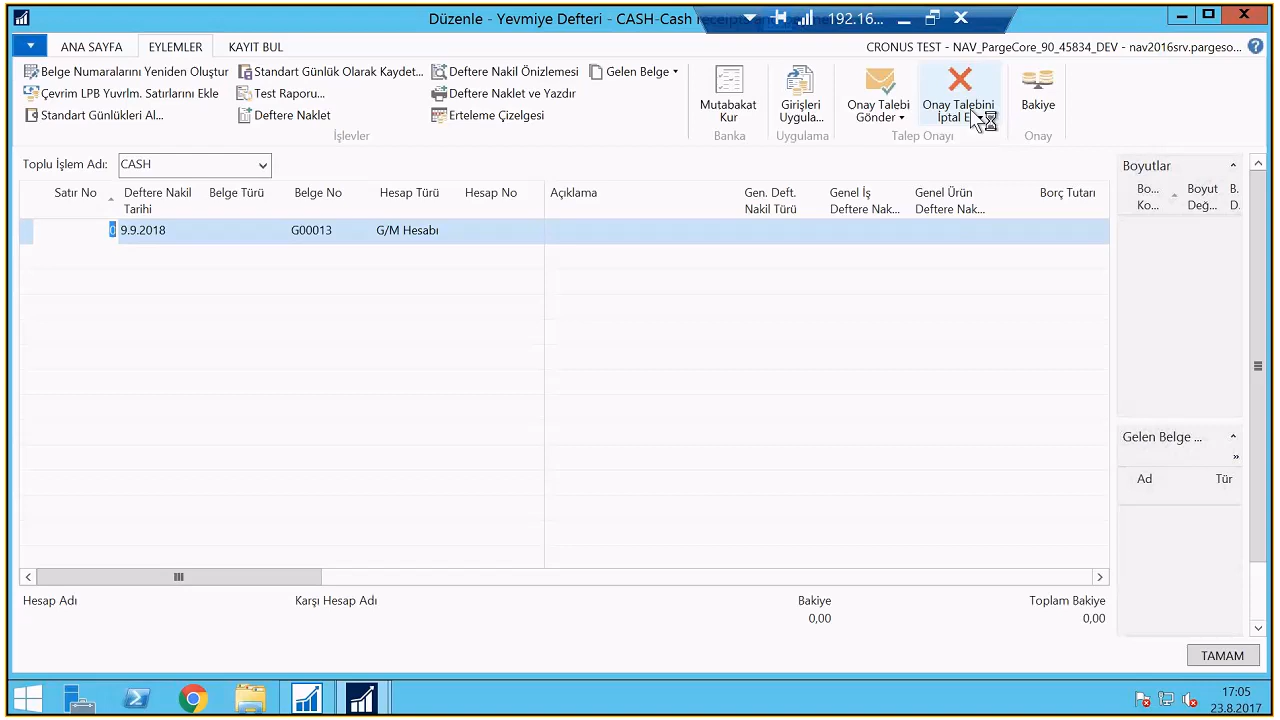 Düzenle - Yevmiye Defteri - CASH-Cash
192.16...
ANA SAYFA
EYLEMLER
KAYIT BUL
CRONUS TEST - NAV_PargeCore_90_45834_DEV - nav2016srv.pargeso...
Belge Numaralarını Yeniden Oluştur
Standart Günlük Olarak Kaydet...
Deftere Nakil Önizlemesi
Gelen Belge
Çevrim LPB Yuvrlm. Satırlarını Ekle
Test Raporu...
Deftere Naklet ve Yazdır
Standart Günlükleri Al...
Deftere Naklet
Erteleme Çizelgesi
Mutabakat
Kur
Girişleri
Uygula...
Onay Talebi
Gönder
Onay Talebini
İptal E
Bakiye
İşlevler
Banka
Uygulama
Talep Onayı
Onay
Toplu İşlem Adı:
CASH
Satır No
Deftere Nakil
Tarihi
Belge Türü
Belge No
Hesap Türü
Hesap No
Açıklama
Gen. Deft.
Nakil Türü
Genel İş
Deftere Nak...
Genel Ürün
Deftere Nak...
Borç Tutarı
0
9.9.2018
G00013
G/M Hesabı
Boyutlar
Bo...
Ko...
Boyut
Değ...
B.
D.
Gelen Belge ...
»
Ad
Tür
Hesap Adı
Karşı Hesap Adı
Bakiye
Toplam Bakiye
0,00
0,00
TAMAM
17:05
23.8.2017